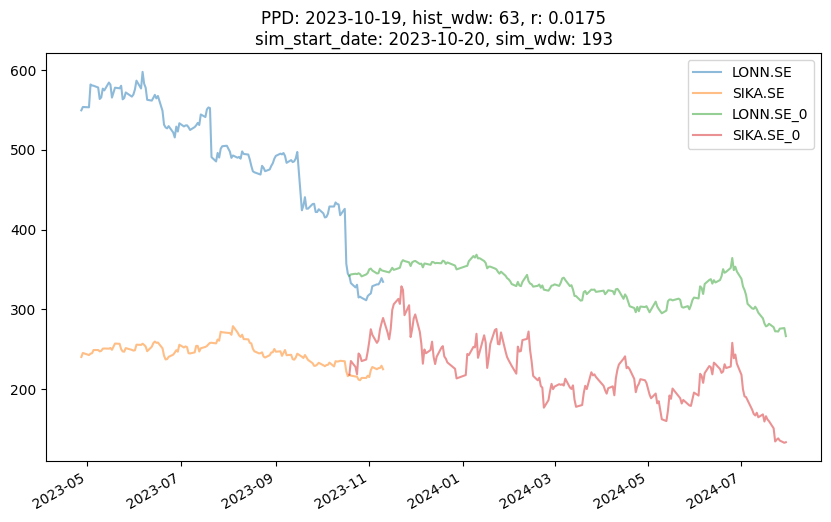 PPD: 2023-10-19, hist_wdw: 63, r: 0.0175
sim_start_date: 2023-10-20, sim_wdw: 193
600
500
400
300
200
LONN.SE
SIKA.SE
LONN.SE_0
SIKA.SE_0
2023-05
2023-07
2023-09
2023-11
2024-01
2024-03
2024-05
2024-07